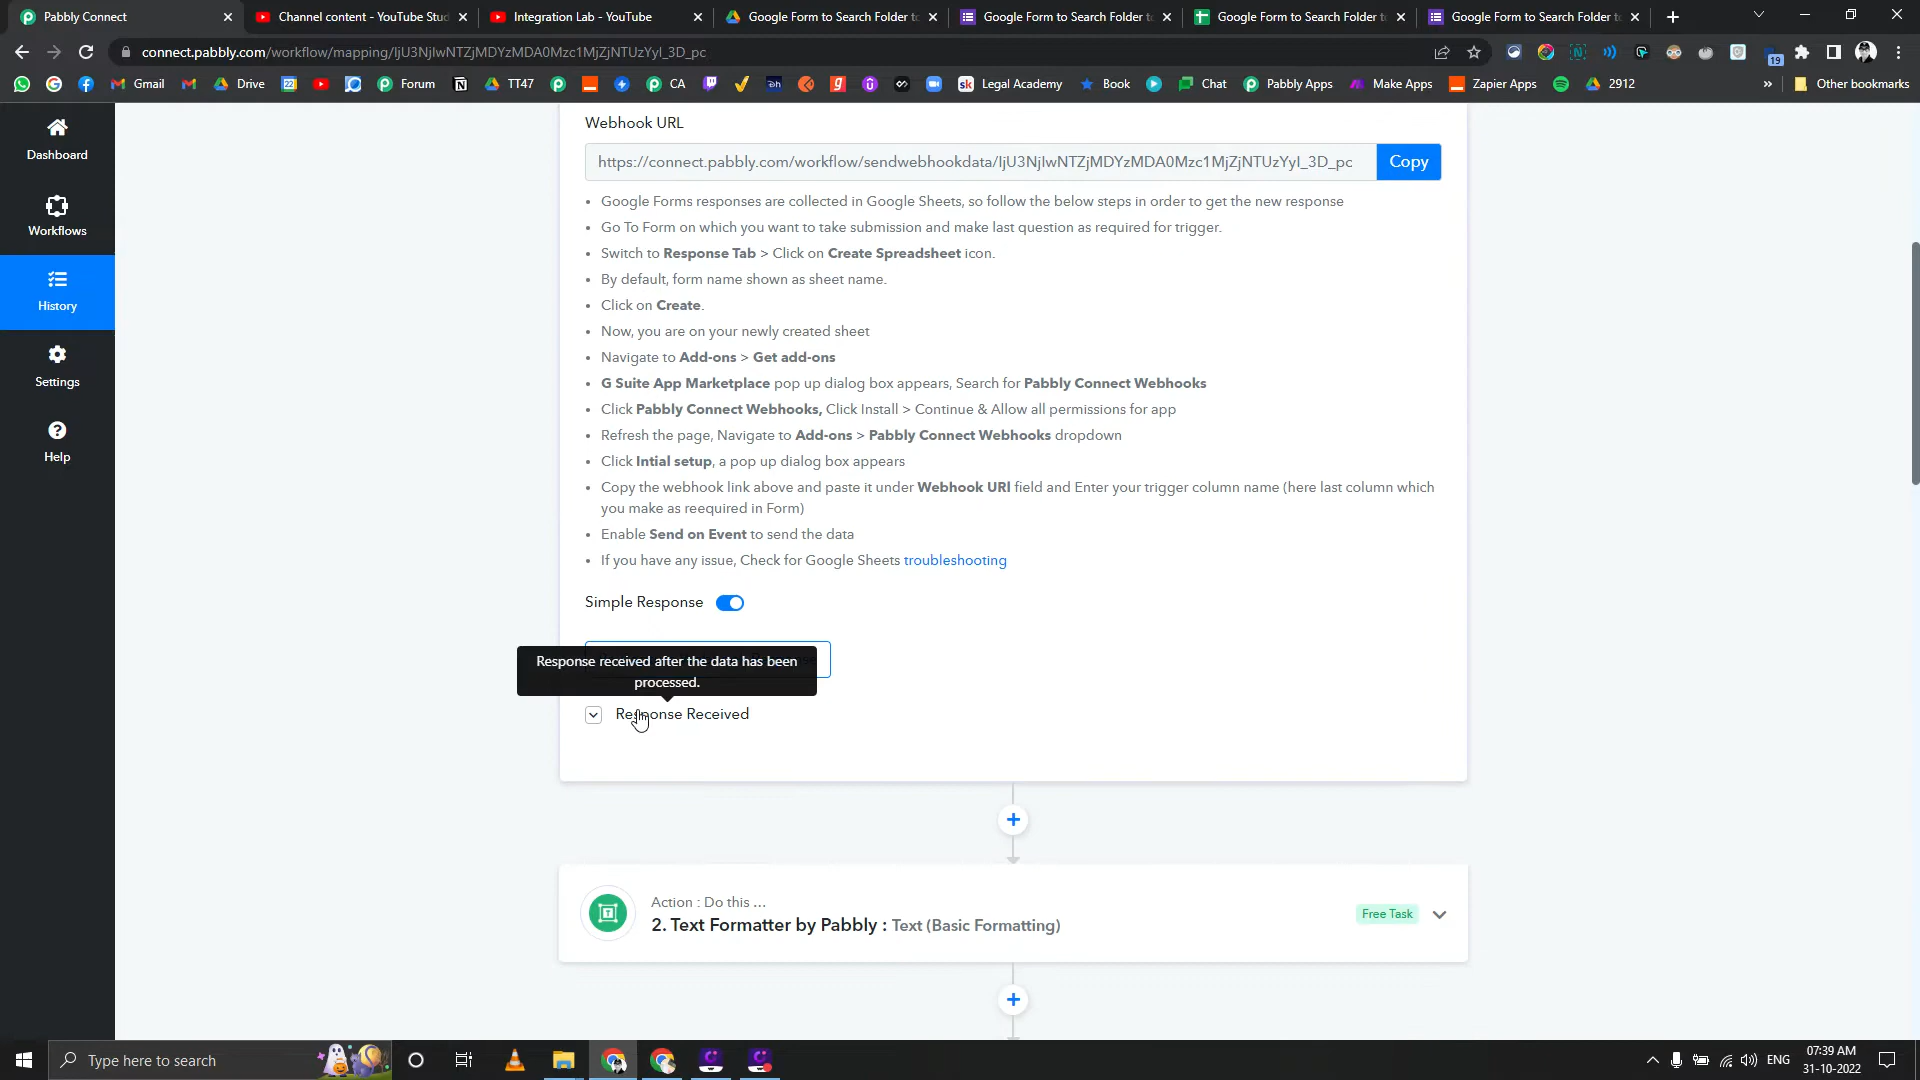 Pabbly Connect
Channel content - YouTube Stud
Integration Lab - YouTube
Google Form to Search Folder to
Google Form to Search Folder to
Google Form to Search Folder to
Google Form to Search Folder to
connect.pabbly.com/workflow/mapping/IjU3NjIwNTZjMDYzMDA0Mzc1MjZjNTUzYyI_3D_pc
19
Gmail
Drive
22
Forum
TT47
CA
sk
Legal Academy
Book
Chat
Pabbly Apps
Make Apps
Zapier Apps
2912
»
Other bookmarks
Dashboard
Workflows
History
Settings
Help
Webhook URL
https://connect.pabbly.com/workflow/sendwebhookdata/IjU3NjIwNTZjMDYzMDA0Mzc1MjZjNTUzYyI_3D_pc
Copy
• Google Forms responses are collected in Google Sheets, so follow the below steps in order to get the new response
• Go To Form on which you want to take submission and make last question as required for trigger.
• Switch to Response Tab > Click on Create Spreadsheet icon.
• By default, form name shown as sheet name.
• Click on Create.
• Now, you are on your newly created sheet
• Navigate to Add-ons > Get add-ons
• G Suite App Marketplace pop up dialog box appears, Search for Pabbly Connect Webhooks
• Click Pabbly Connect Webhooks, Click Install > Continue & Allow all permissions for app
• Refresh the page, Navigate to Add-ons > Pabbly Connect Webhooks dropdown
• Click Intial setup, a pop up dialog box appears
• Copy the webhook link above and paste it under Webhook URl field and Enter your trigger column name (here last column which
you make as reequired in Form)
• Enable Send on Event to send the data
• If you have any issue, Check for Google Sheets troubleshooting
Simple Response
Response received after the data has been
processed.
Response Received
Action : Do this ...
2. Text Formatter by Pabbly : Text (Basic Formatting)
Free Task
Type here to search
ENG
07:39 AM
31-10-2022